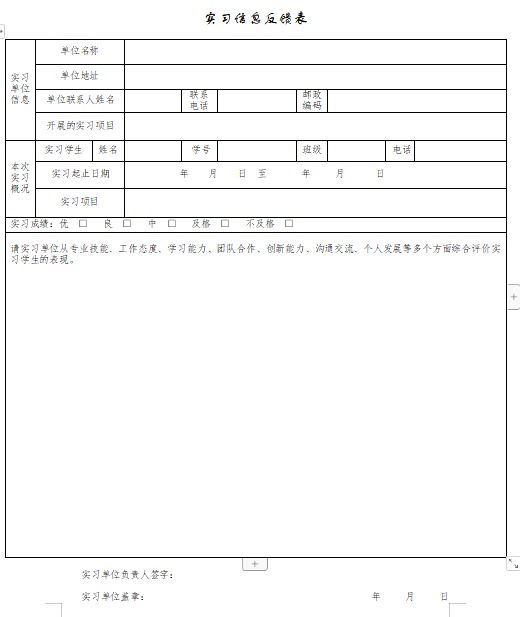 实习信息反馈表
实习单位信息
单位名称
单位地址
单位联系人姓名 联系电话 邮政编码
开展的实习项目
本次实习概况
实习学生 姓名 学号 班级 电话
实习起止日期 年 月 日 至 年 月 日
实习项目
实习成绩：优 □ 良 □ 中 □ 及格 □ 不及格 □
请实习单位从专业技能、工作态度、学习能力、团队合作、创新能力、沟通交流、个人发展等多个方面综合评价实
习学生的表现。
实习单位负责人签字：
实习单位盖章： 年 月 日